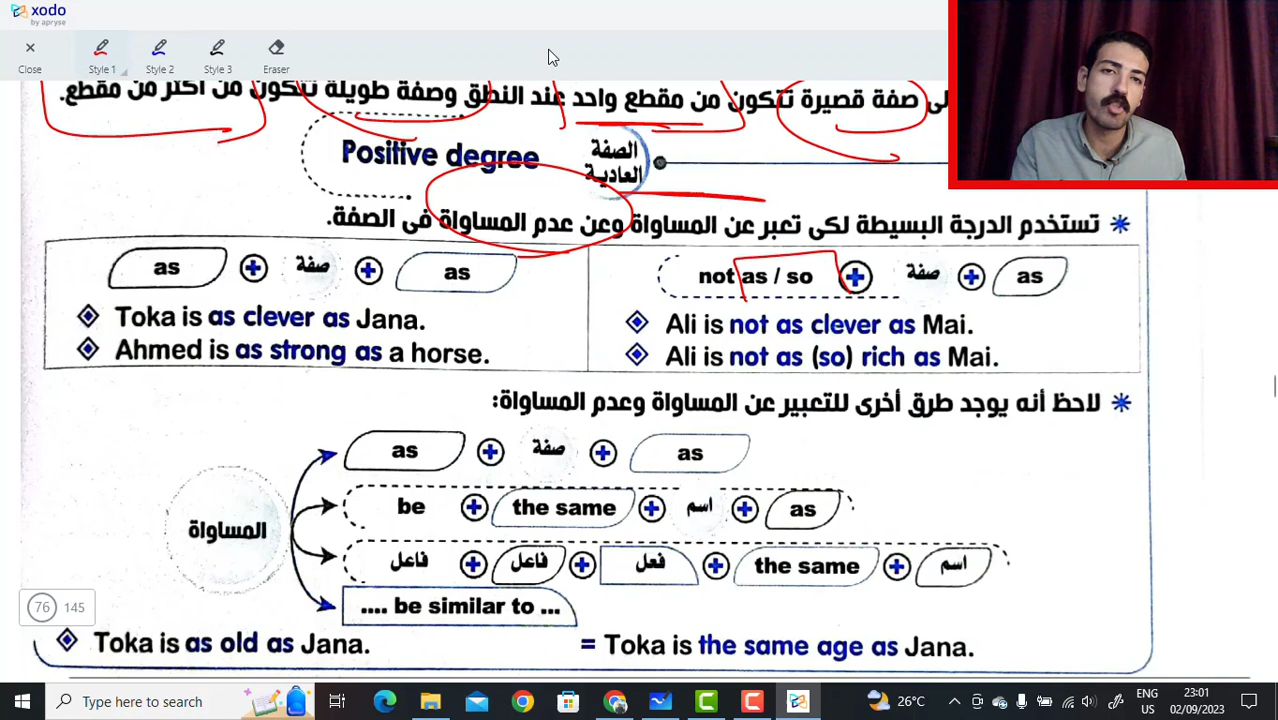 xodo
by apryse
Close
Style 1
Style 2
Style 3
Eraser
لى صفة قصيرة تتكون من مقطع واحد عند النطق وصفة طويلة تتكون من أكثر من مقطع.
Positive degree
الصفة
العادية
تستخدم الدرجة البسيطة لكى تعبر عن المساواة وعن عدم المساواة فى الصفة.
as + صفة + as
not as / so + صفة + as
Toka is as clever as Jana.
Ali is not as clever as Mai.
Ahmed is as strong as a horse.
Ali is not as (so) rich as Mai.
لاحظ أنه يوجد طرق أخرى للتعبير عن المساواة وعدم المساواة:
as + صفة + as
be + the same + اسم + as
المساواة
فاعل + فاعل + فعل + the same + اسم
.... be similar to ...
76 145
Toka is as old as Jana. = Toka is the same age as Jana.
Type here to search
26°C
ENG
US
23:01
02/09/2023